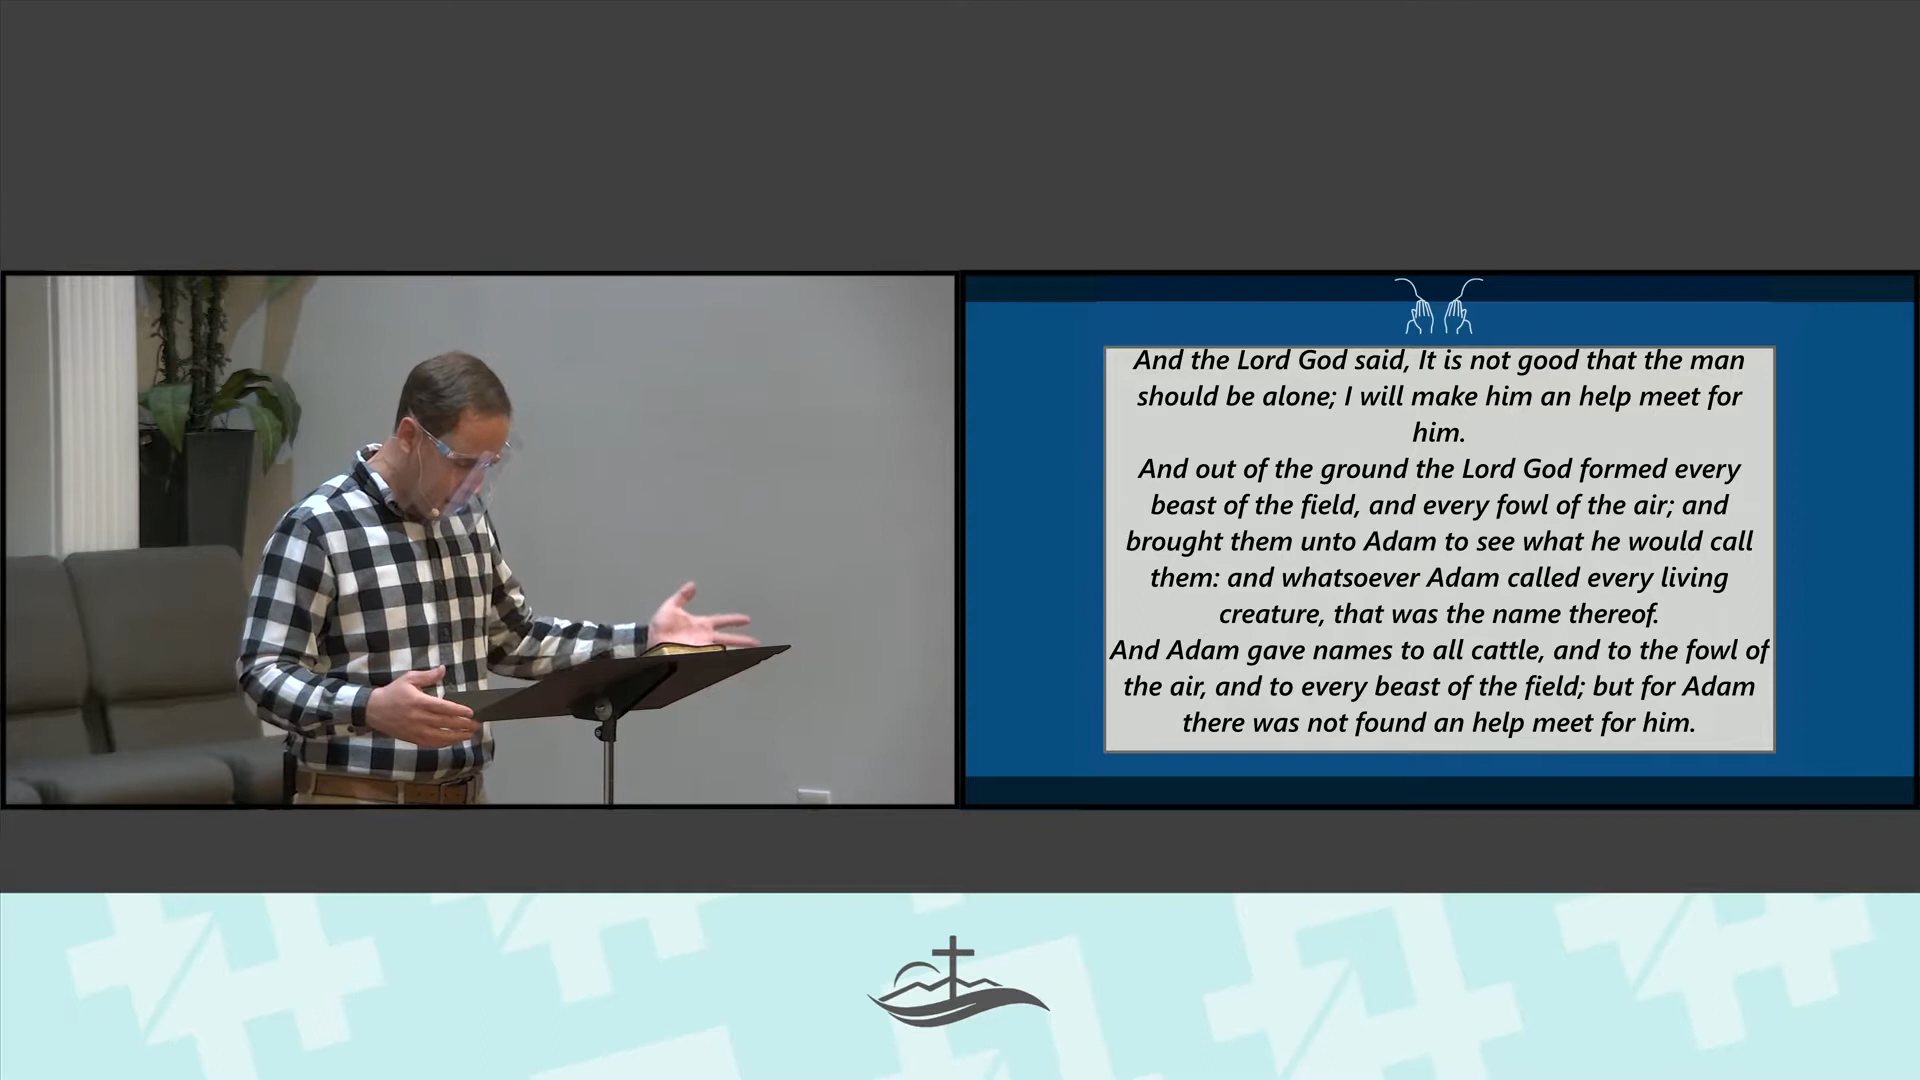 And the Lord God said, It is not good that the man
should be alone; I will make him an help meet for
him.
And out of the ground the Lord God formed every
beast of the field, and every fowl of the air; and
brought them unto Adam to see what he would call
them: and whatsoever Adam called every living
creature, that was the name thereof.
And Adam gave names to all cattle, and to the fowl of
the air, and to every beast of the field; but for Adam
there was not found an help meet for him.